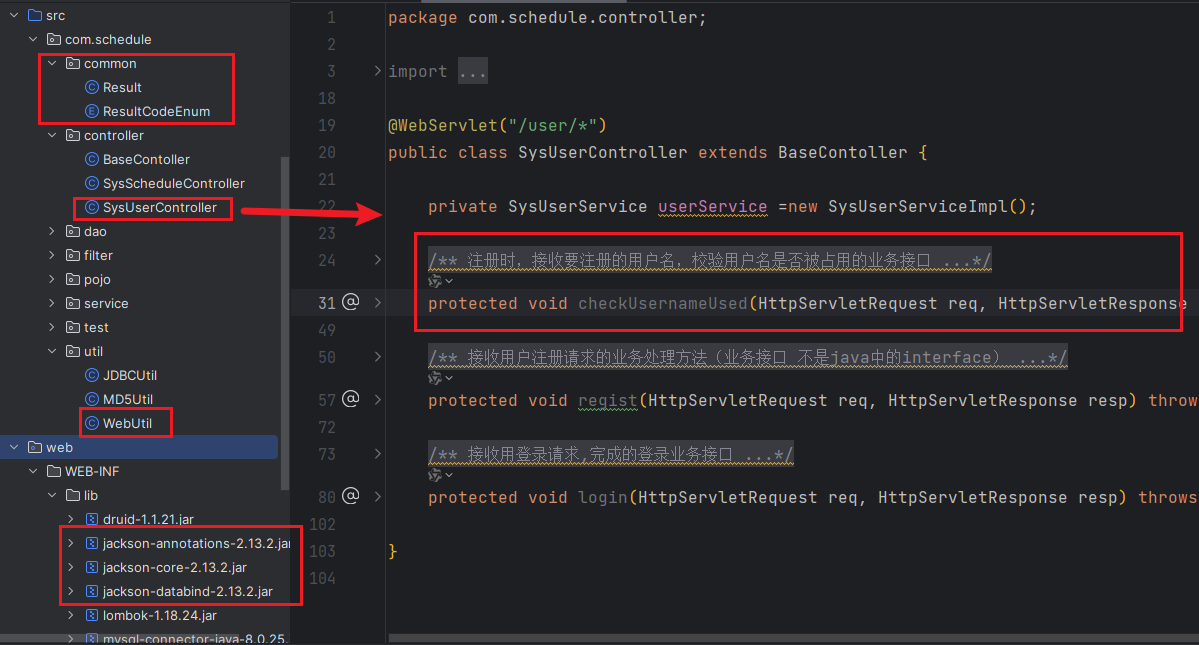 src
com.schedule
common
Result
ResultCodeEnum
controller
BaseContoller
SysScheduleController
SysUserController
dao
filter
pojo
service
test
util
JDBCUtil
MD5Util
WebUtil
web
WEB-INF
lib
druid-1.1.21.jar
jackson-annotations-2.13.2.jar
jackson-core-2.13.2.jar
jackson-databind-2.13.2.jar
lombok-1.18.24.jar
mysql-connector-java-8.0.25.
1 package com.schedule.controller;
2
3 import ...
18
19 @WebServlet("/user/*")
20 public class SysUserController extends BaseContoller {
21
22 private SysUserService userService =new SysUserServiceImpl();
23
24 /** 注册时，接收要注册的用户名，校验用户名是否被占用的业务接口 ...*/
31 @ protected void checkUsernameUsed(HttpServletRequest req, HttpServletResponse
49
50 /** 接收用户注册请求的业务处理方法（业务接口 不是java中的interface） ...*/
57 @ protected void regist(HttpServletRequest req, HttpServletResponse resp) throw
72
73 /** 接收用登录请求,完成的登录业务接口 ...*/
80 @ protected void login(HttpServletRequest req, HttpServletResponse resp) throws
102
103 }
104